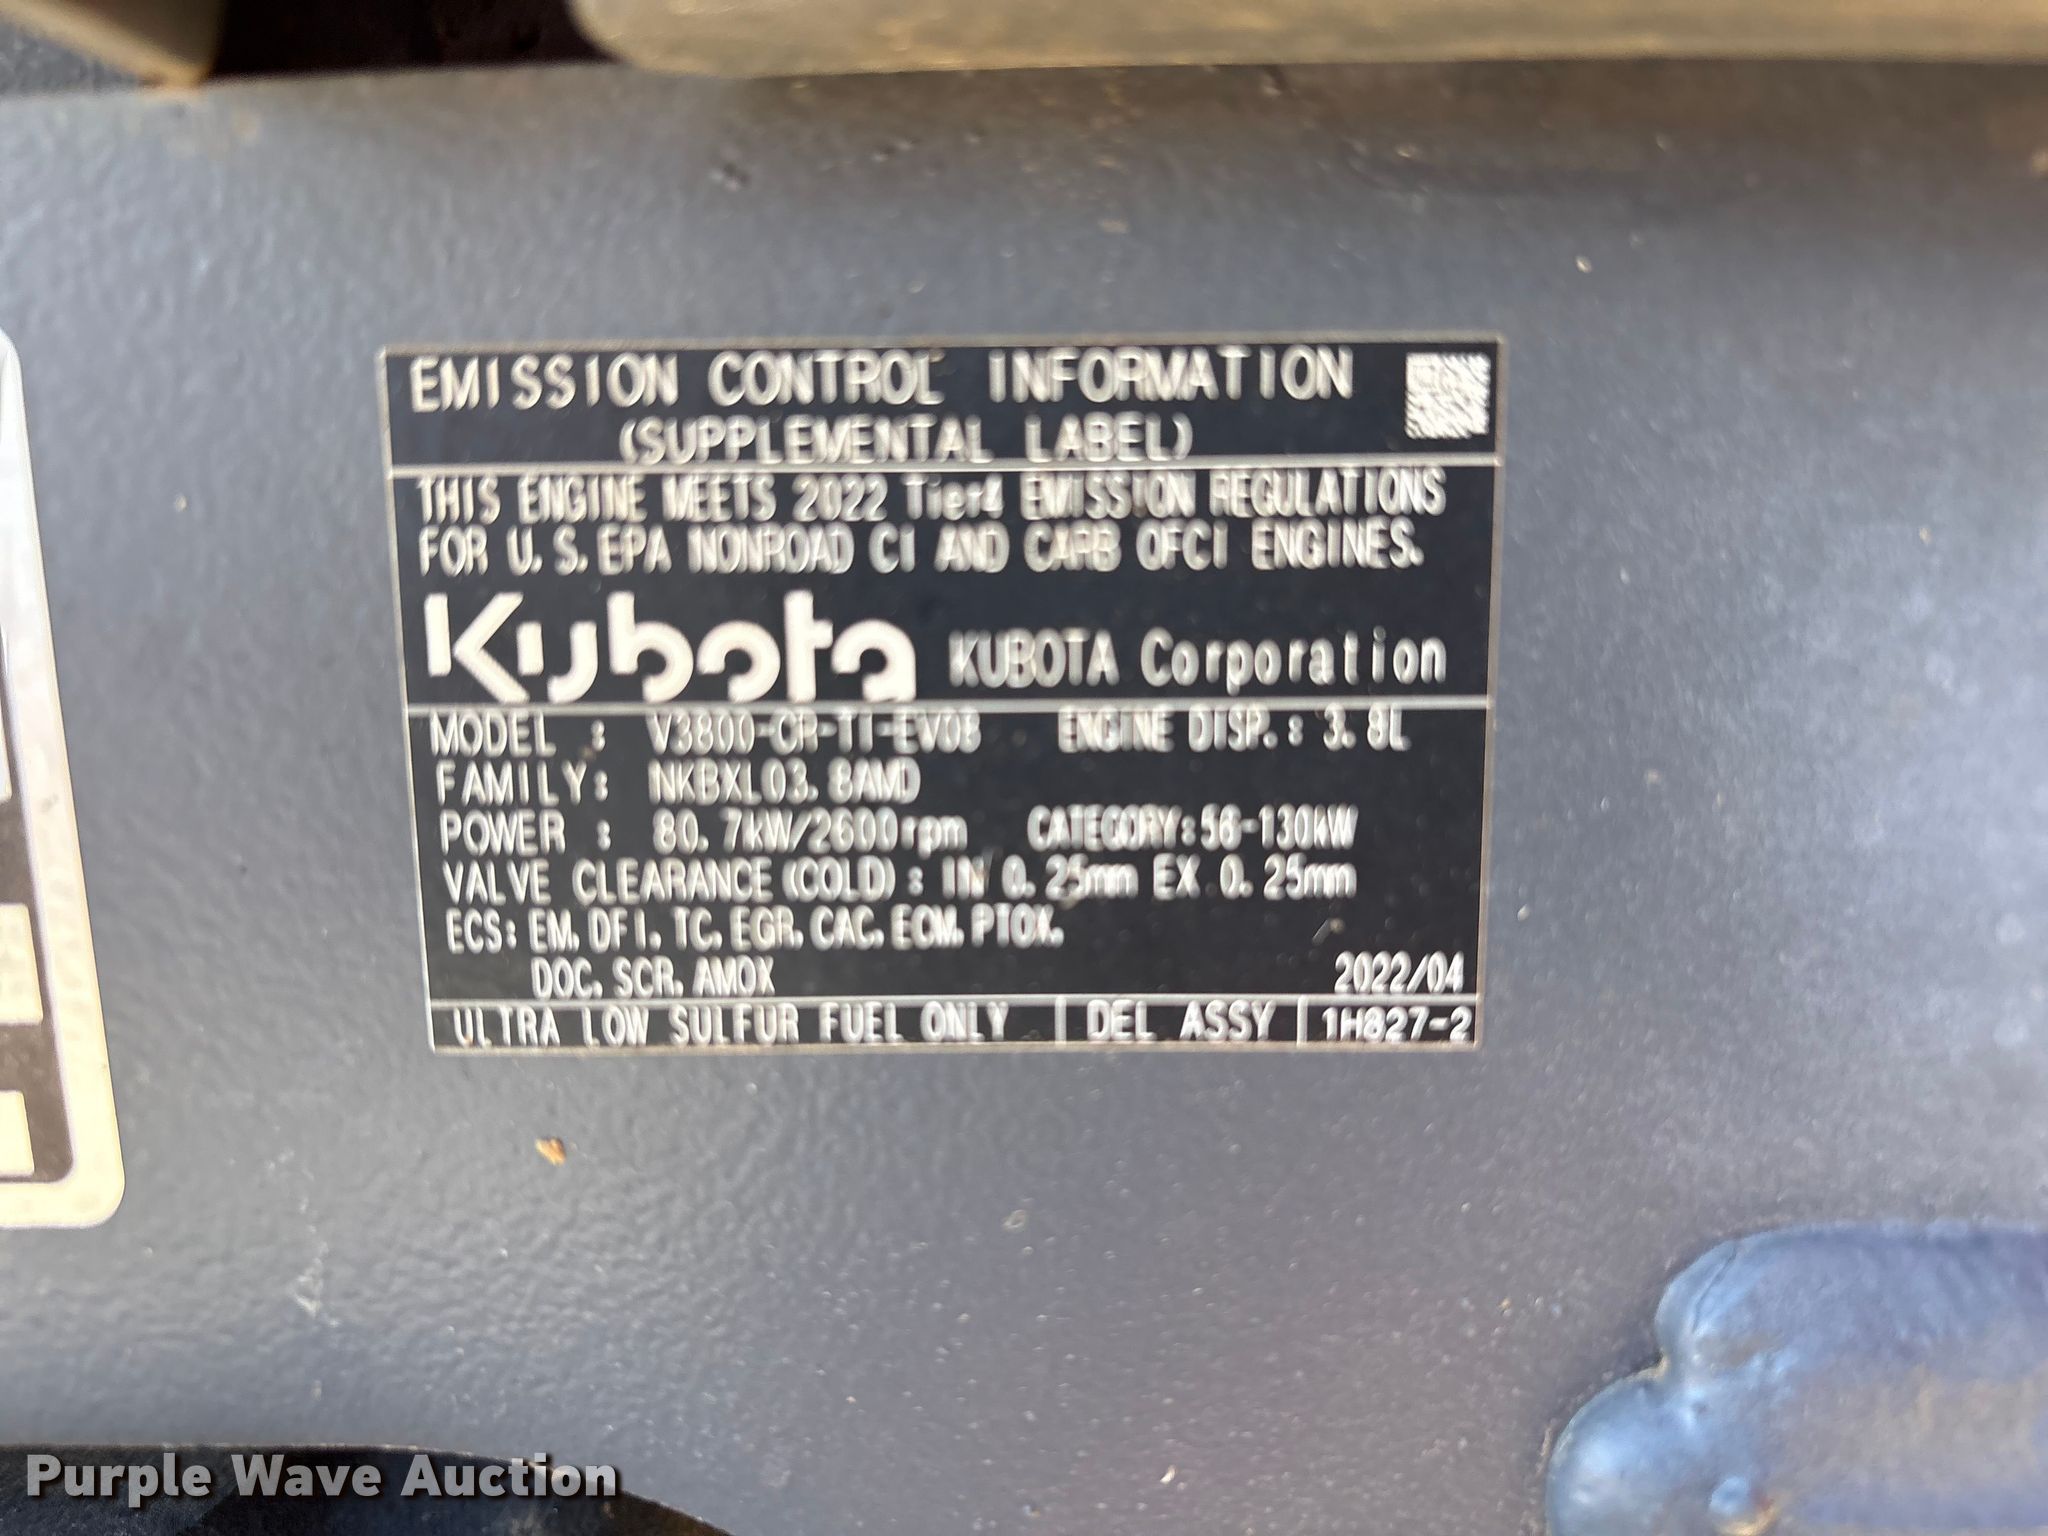 EMISSION CONTROL INFORMATION
(SUPPLEMENTAL LABEL)
THIS ENGINE MEETS 2022 Tier4 EMISSION REGULATIONS
FOR U.S.EPA NONROAD CI AND CARB OFCI ENGINES.
Kubota KUBOTA Corporation
MODEL : V3800-CR-TI-EV08 ENGINE DISP.: 3.8L
FAMILY: NKBXL03.8AMD
POWER : 80.7kW/2600rpm CATEGORY:56-130kW
VALVE CLEARANCE(COLD): IN 0.25mm EX 0.25mm
ECS: EM, DFI, TC, EGR, CAC, ECM, PTOX,
DOC, SCR, AMOX 2022/04
ULTRA LOW SULFUR FUEL ONLY | DEL ASSY | 1H827-2
Purple Wave Auction